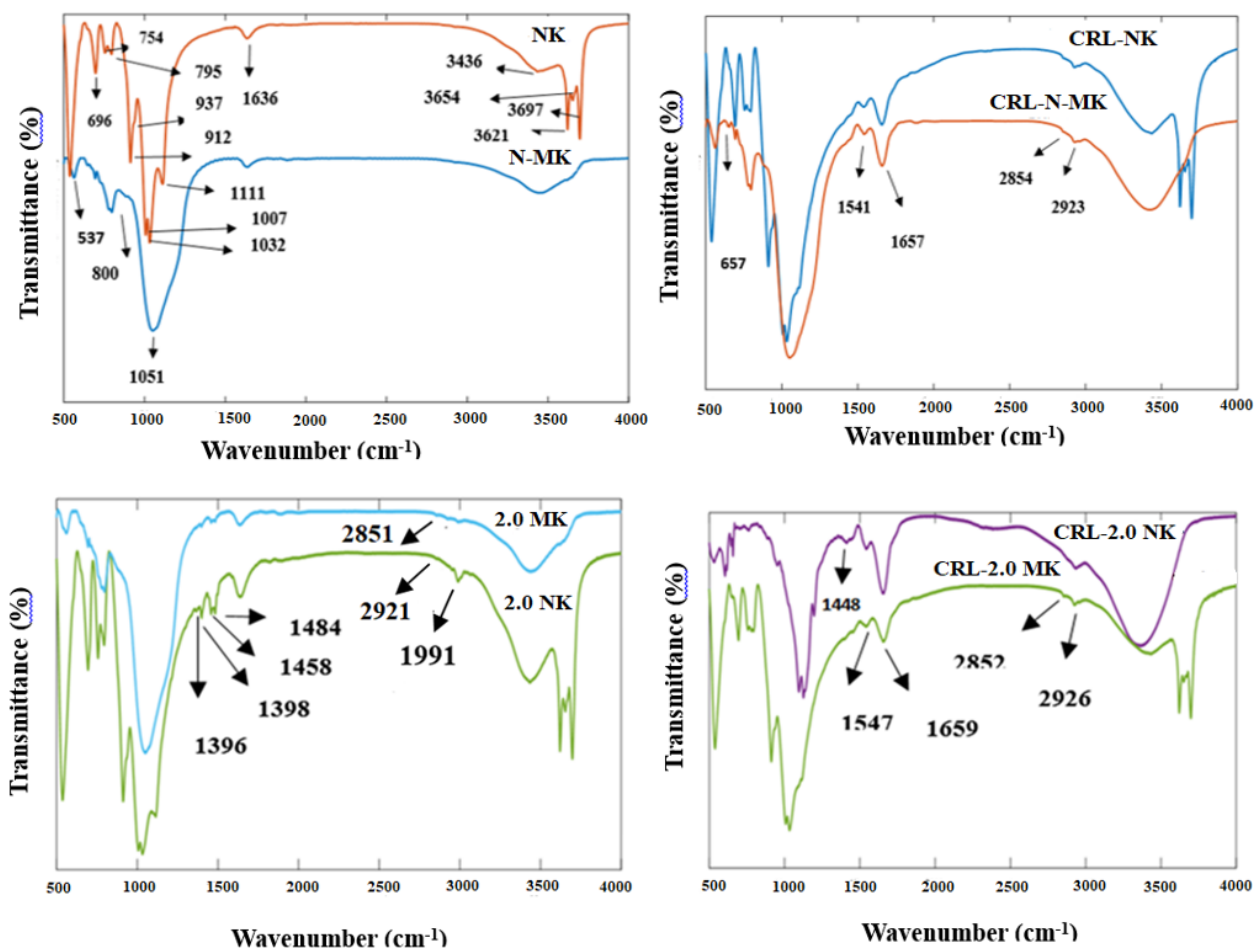 NK
754
795
937
912
696
1636
3436
3654
3697
3621
N-MK
1111
1007
1032
537
800
1051
Transmittance (%)
500 1000 1500 2000 2500 3000 3500 4000
Wavenumber (cm-1)
CRL-NK
CRL-N-MK
657
1541
1657
2854
2923
Transmittance (%)
500 1000 1500 2000 2500 3000 3500 4000
Wavenumber (cm-1)
2.0 MK
2851
2.0 NK
2921
1991
1484
1458
1398
1396
Transmittance (%)
500 1000 1500 2000 2500 3000 3500 4000
Wavenumber (cm-1)
CRL-2.0 NK
CRL-2.0 MK
1448
2852
2926
1547
1659
Transmittance (%)
500 1000 1500 2000 2500 3000 3500 4000
Wavenumber (cm-1)